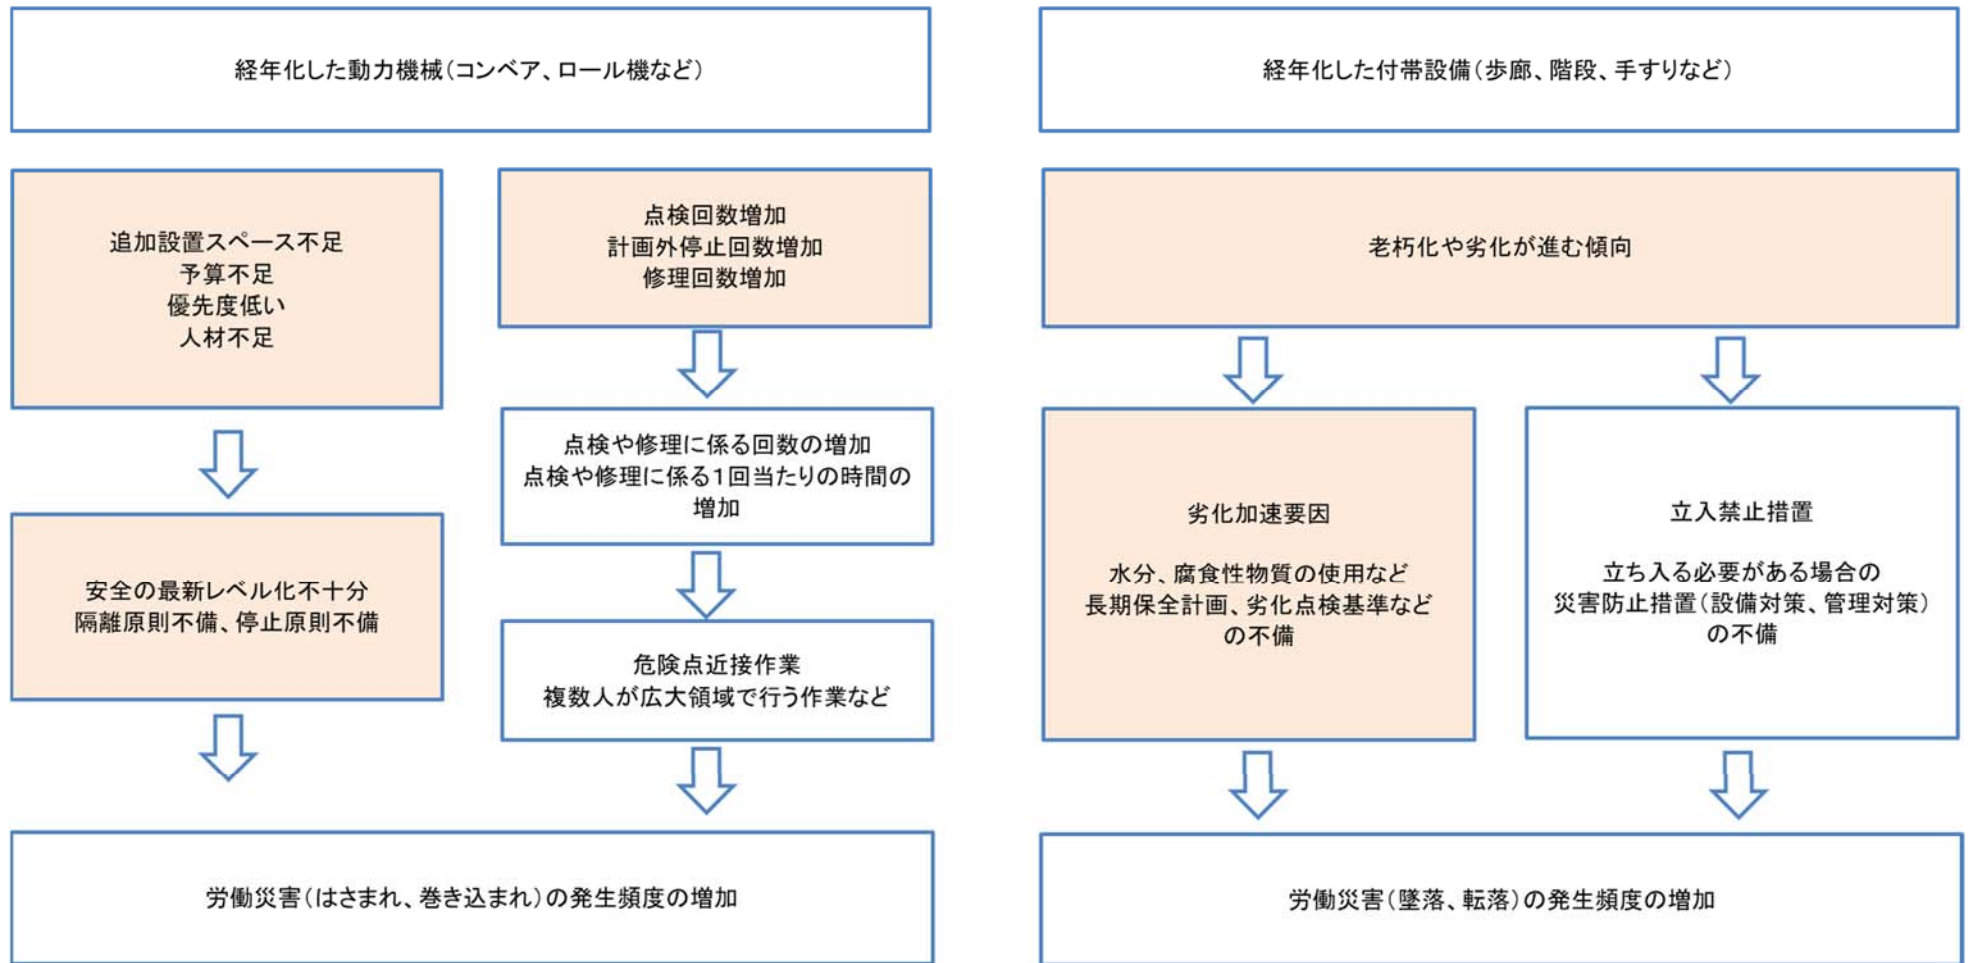 経年化した動力機械（コンベア、ロール機など）
追加設置スペース不足
予算不足
優先度低い
人材不足
安全の最新レベル化不十分
隔離原則不備、停止原則不備
点検回数増加
計画外停止回数増加
修理回数増加
点検や修理に係る回数の増加
点検や修理に係る１回当たりの時間の
増加
危険点近接作業
複数人が広大領域で行う作業など
労働災害（はさまれ、巻き込まれ）の発生頻度の増加
経年化した付帯設備（歩廊、階段、手すりなど）
老朽化や劣化が進む傾向
劣化加速要因
水分、腐食性物質の使用など
長期保全計画、劣化点検基準など
の不備
立入禁止措置
立ち入る必要がある場合の
災害防止措置（設備対策、管理対策）
の不備
労働災害（墜落、転落）の発生頻度の増加